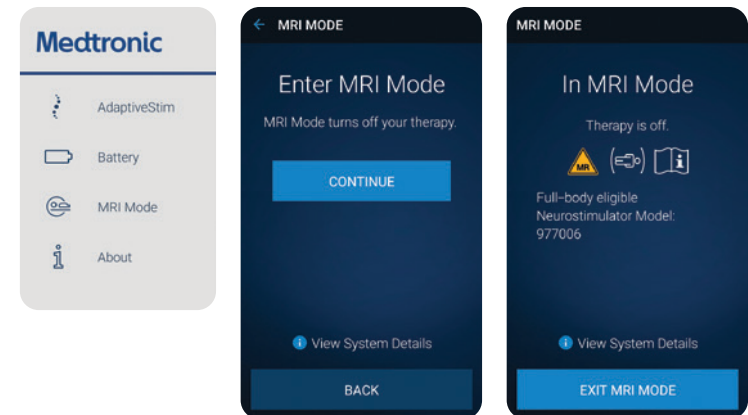 Medtronic
AdaptiveStim
Battery
MRI Mode
About
MRI MODE
Enter MRI Mode
MRI Mode turns off your therapy.
CONTINUE
View System Details
BACK
MRI MODE
In MRI Mode
Therapy is off.
MR
Full-body eligible
Neurostimulator Model:
977006
View System Details
EXIT MRI MODE